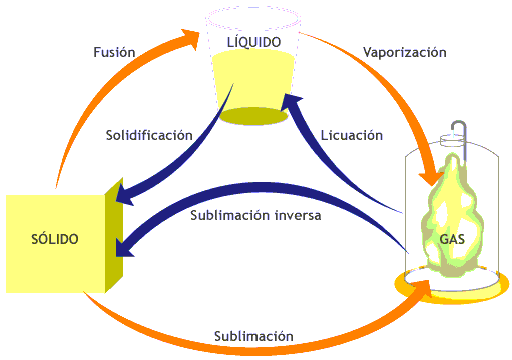 LÍQUIDO
Fusión
Vaporización
Solidificación
Licuación
Sublimación inversa
SÓLIDO
GAS
Sublimación